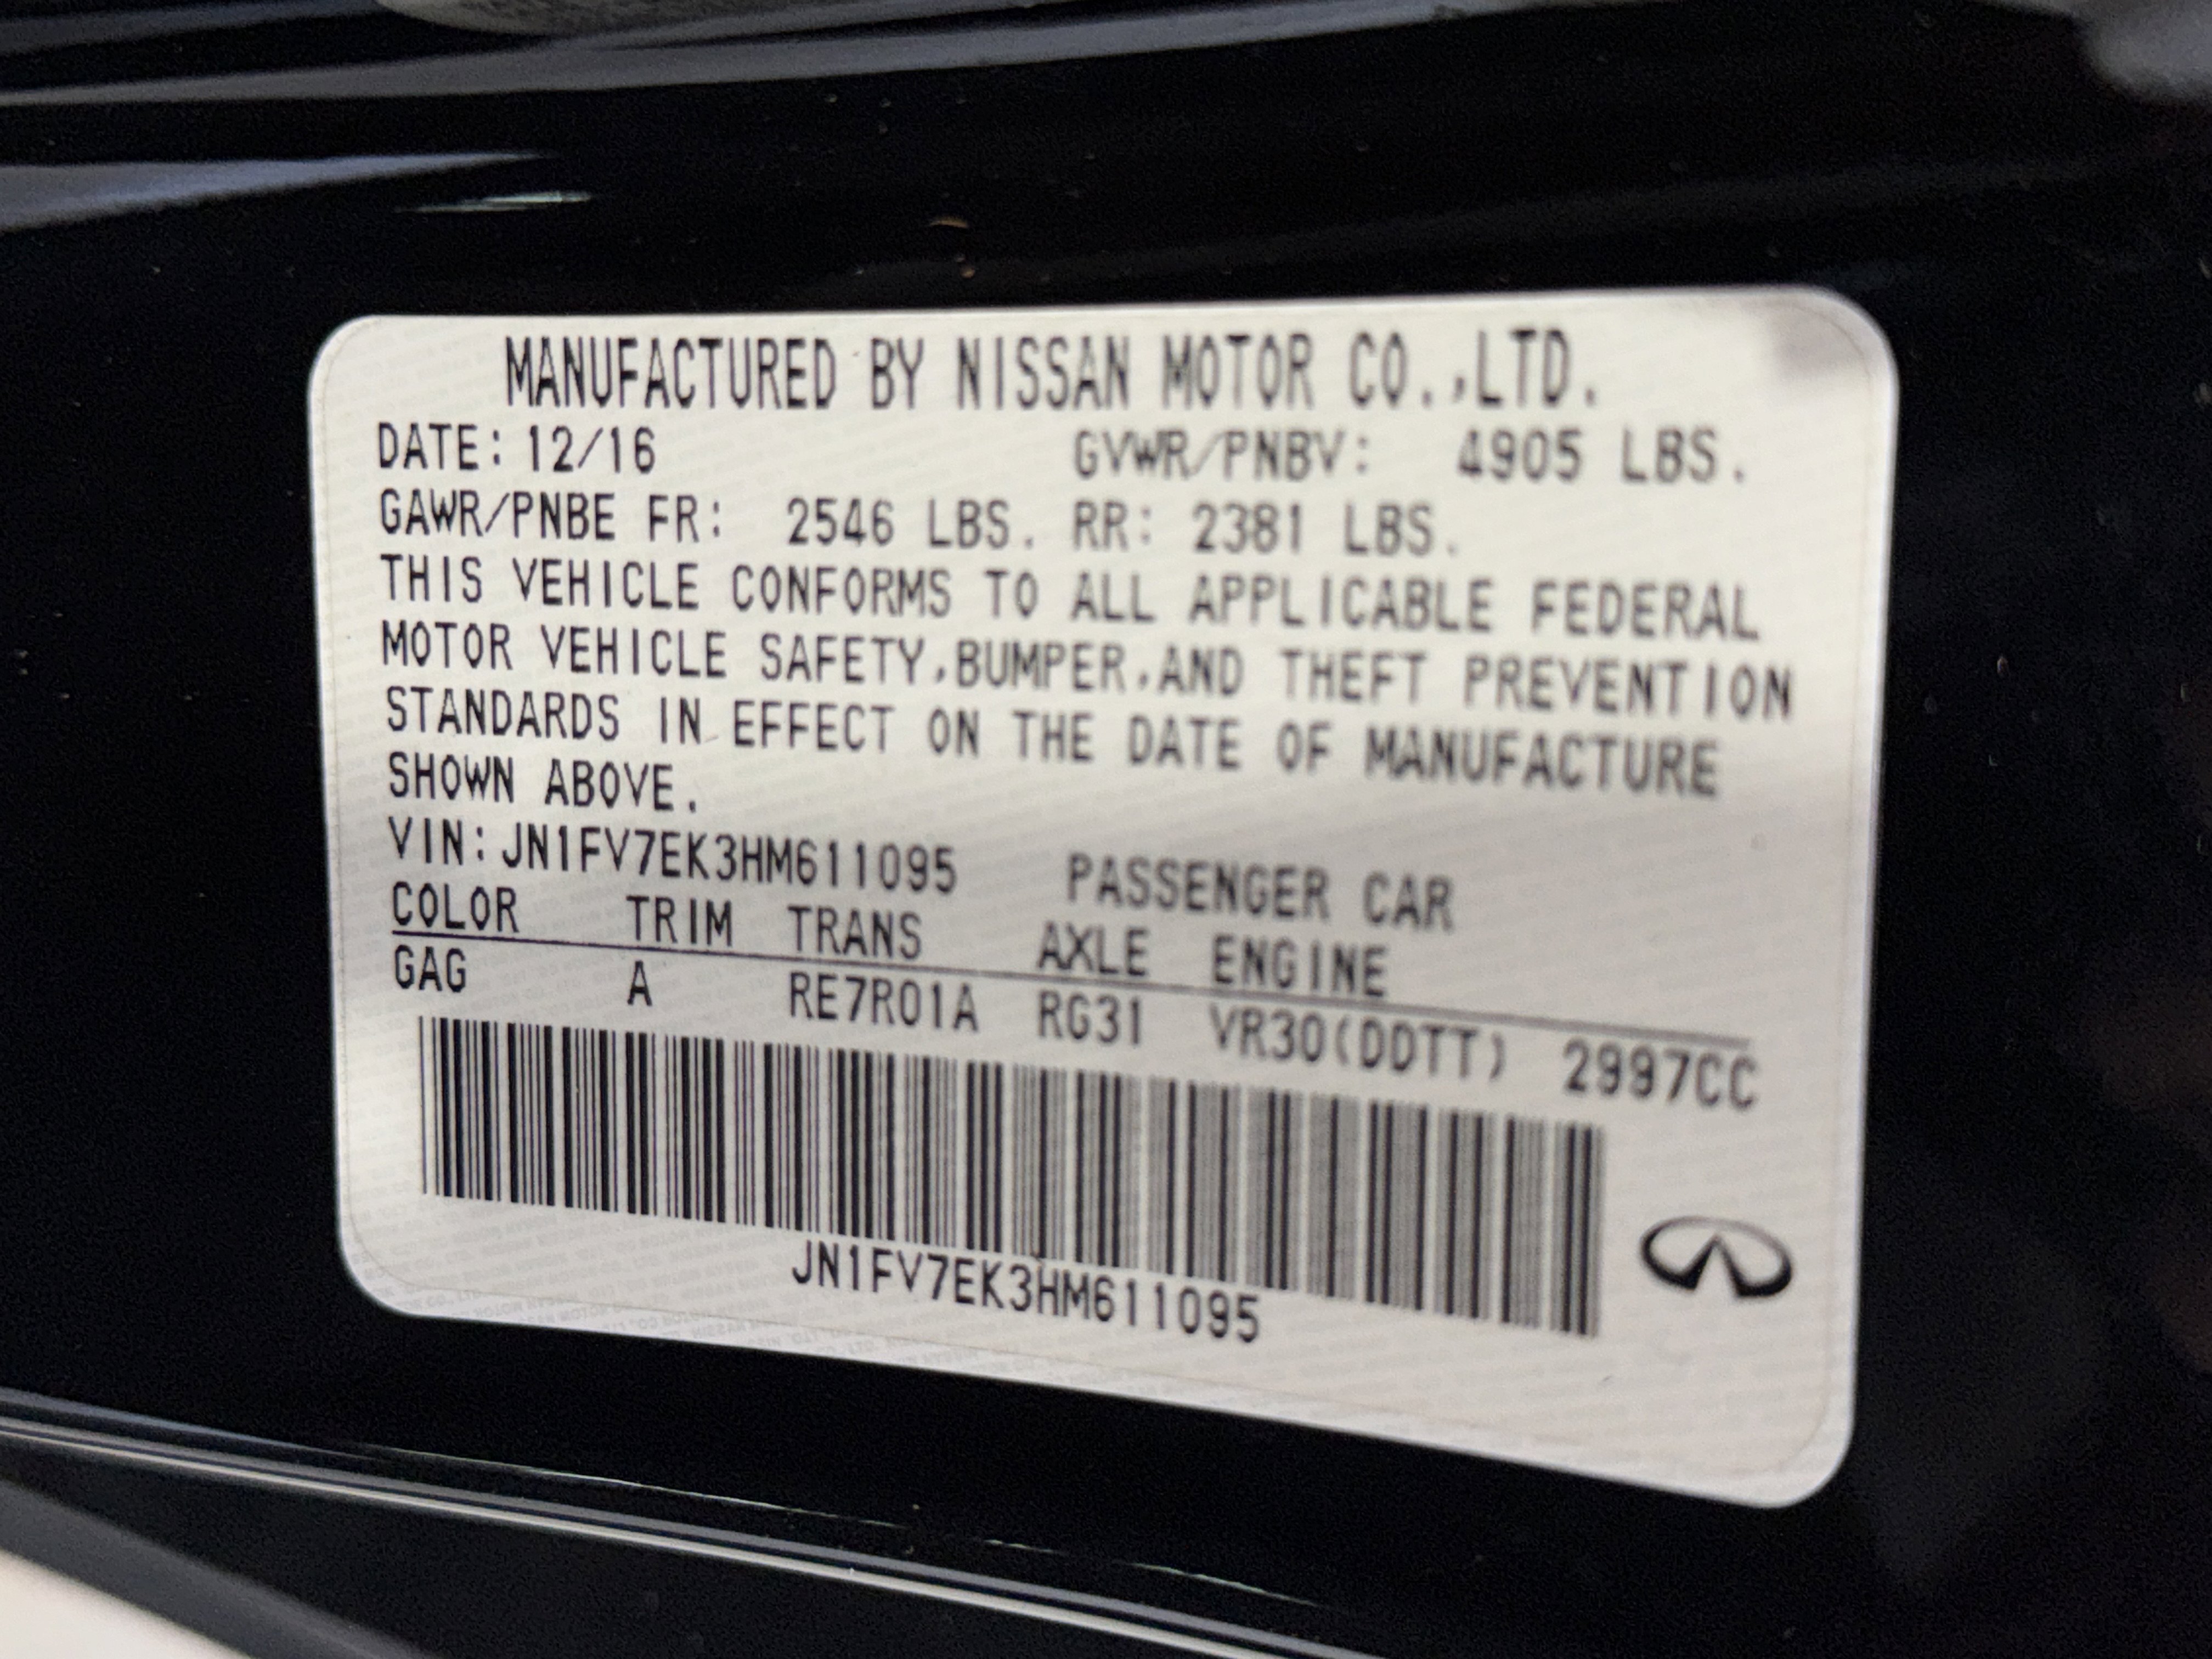 MANUFACTURED BY NISSAN MOTOR CO.,LTD.
DATE: 12/16 GVWR/PNBV: 4905 LBS.
GAWR/PNBE FR: 2546 LBS. RR: 2381 LBS.
THIS VEHICLE CONFORMS TO ALL APPLICABLE FEDERAL
MOTOR VEHICLE SAFETY,BUMPER,AND THEFT PREVENTION
STANDARDS IN EFFECT ON THE DATE OF MANUFACTURE
SHOWN ABOVE.
VIN:JN1FV7EK3HM611095 PASSENGER CAR
COLOR TRIM TRANS AXLE ENGINE
GAG A RE7R01A RG31 VR30(DDTT) 2997CC
JN1FV7EK3HM611095